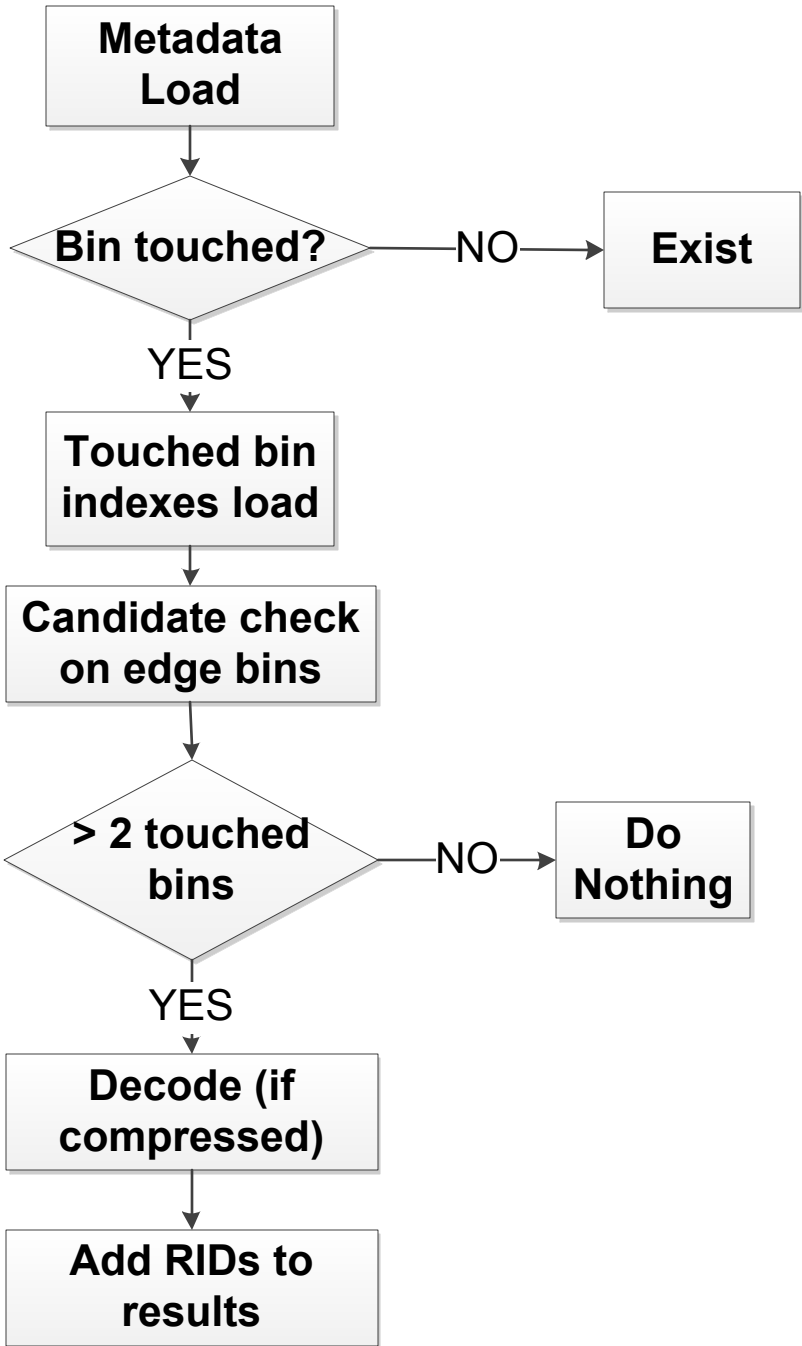 Metadata
Load
Bin touched?
NO
Exist
YES
Touched bin
indexes load
Candidate check
on edge bins
> 2 touched
bins
NO
Do
Nothing
YES
Decode (if
compressed)
Add RIDs to
results